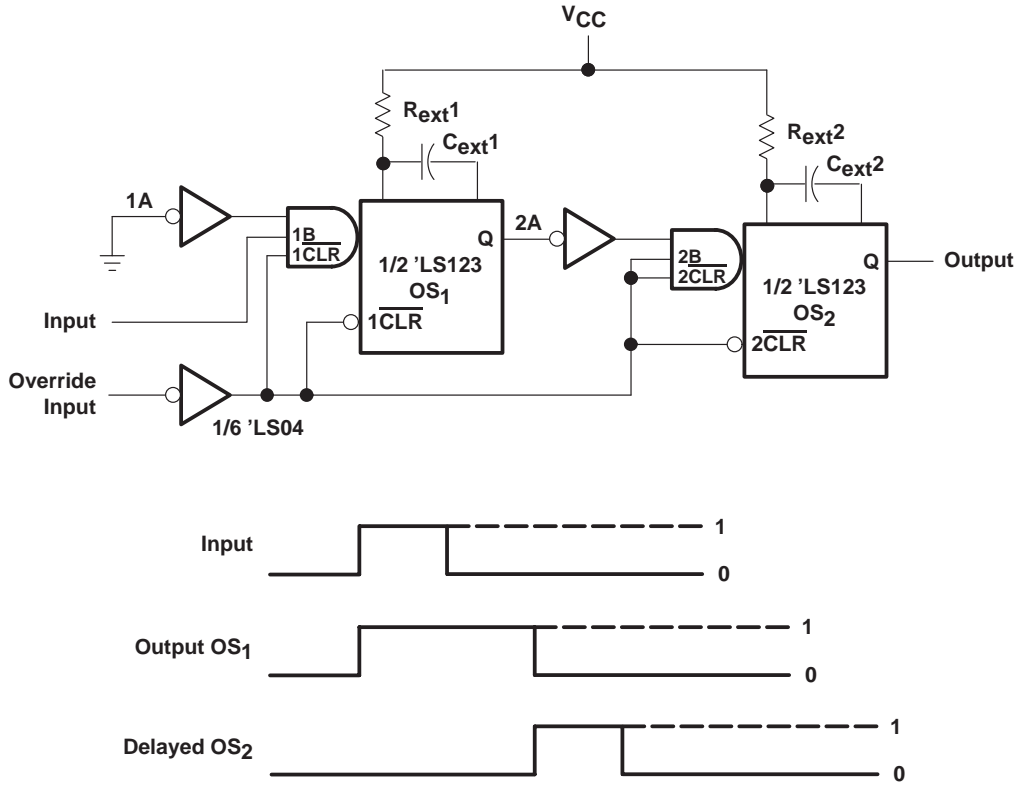 VCC
Rext1
Cext1
Rext2
Cext2
1A
1B
1CLR
Q
1/2 'LS123
OS1
1CLR
2A
2B
2CLR
Q
1/2 'LS123
OS2
2CLR
Output
Input
Override
Input
1/6 'LS04
Input
1
0
Output OS1
1
0
Delayed OS2
1
0